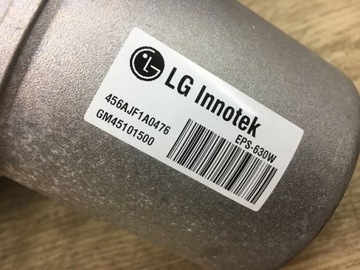 LG Innotek
456AJF1A0476
EPS-630W
GM45101500